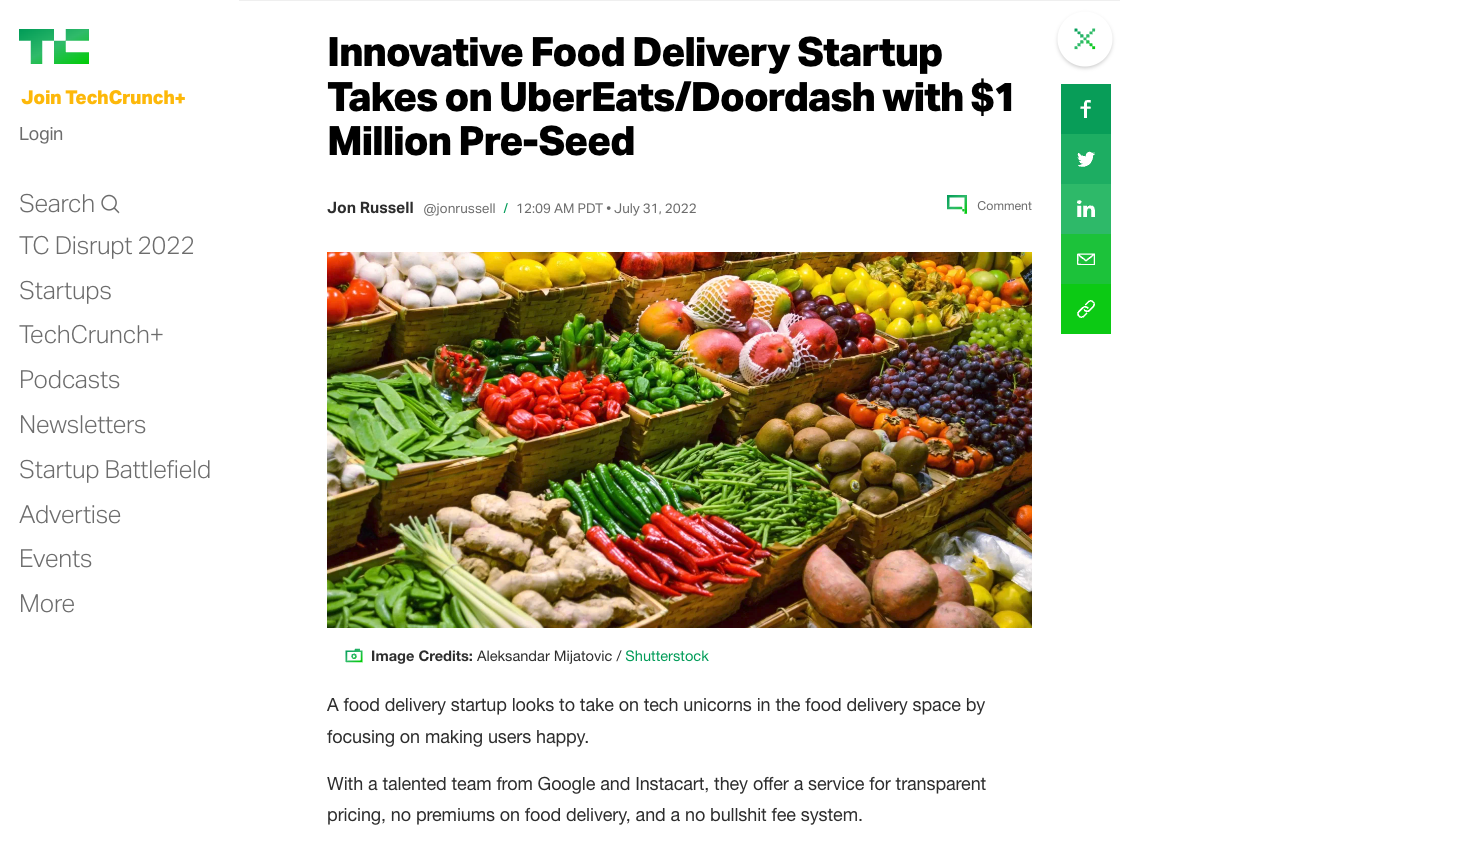 TC
Join TechCrunch+
Login
Search
TC Disrupt 2022
Startups
TechCrunch+
Podcasts
Newsletters
Startup Battlefield
Advertise
Events
More
Innovative Food Delivery Startup
Takes on UberEats/Doordash with $1
Million Pre-Seed
Jon Russell @jonrussell / 12:09 AM PDT • July 31, 2022
Comment
Image Credits: Aleksandar Mijatovic / Shutterstock
A food delivery startup looks to take on tech unicorns in the food delivery space by
focusing on making users happy.
With a talented team from Google and Instacart, they offer a service for transparent
pricing, no premiums on food delivery, and a no bullshit fee system.